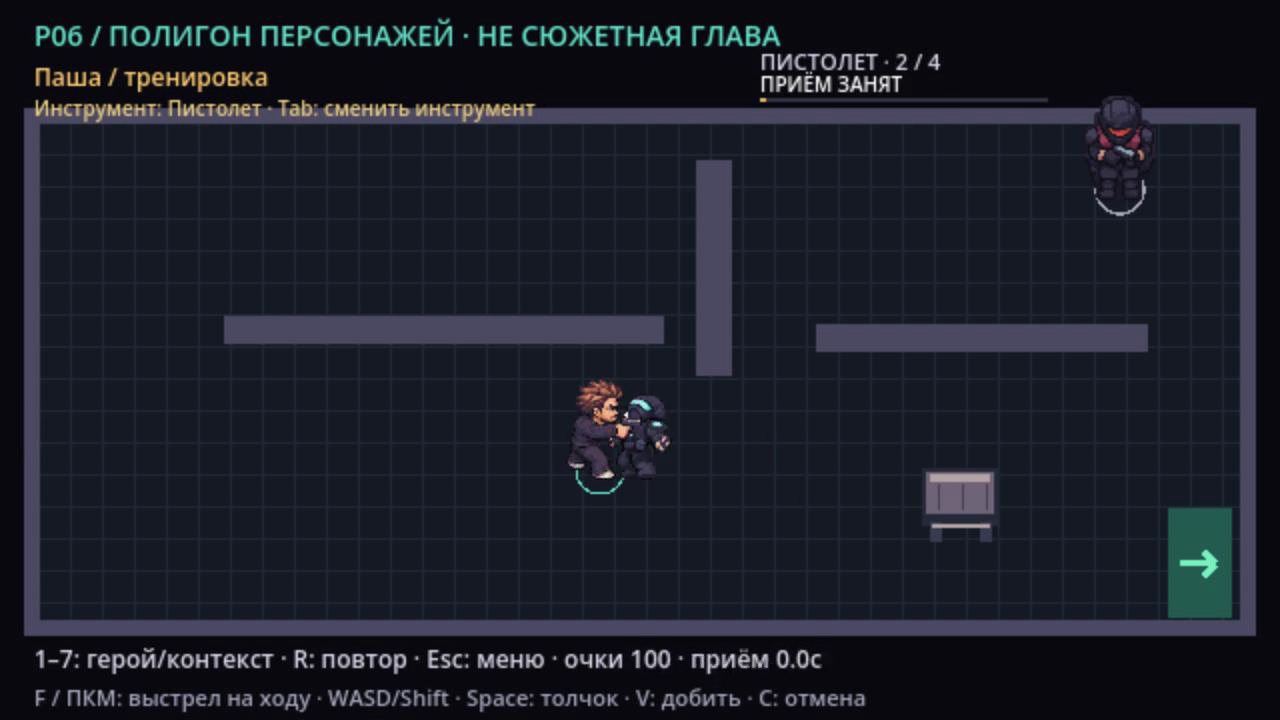 P06 / ПОЛИГОН ПЕРСОНАЖЕЙ · НЕ СЮЖЕТНАЯ ГЛАВА
ПИСТОЛЕТ · 2 / 4
Паша / тренировка
ПРИЁМ ЗАНЯТ
Инструмент: Пистолет · Tab: сменить инструмент
→
1–7: герой/контекст · R: повтор · Esc: меню · очки 100 · приём 0.0с
F / ПКМ: выстрел на ходу · WASD/Shift · Space: толчок · V: добить · C: отмена